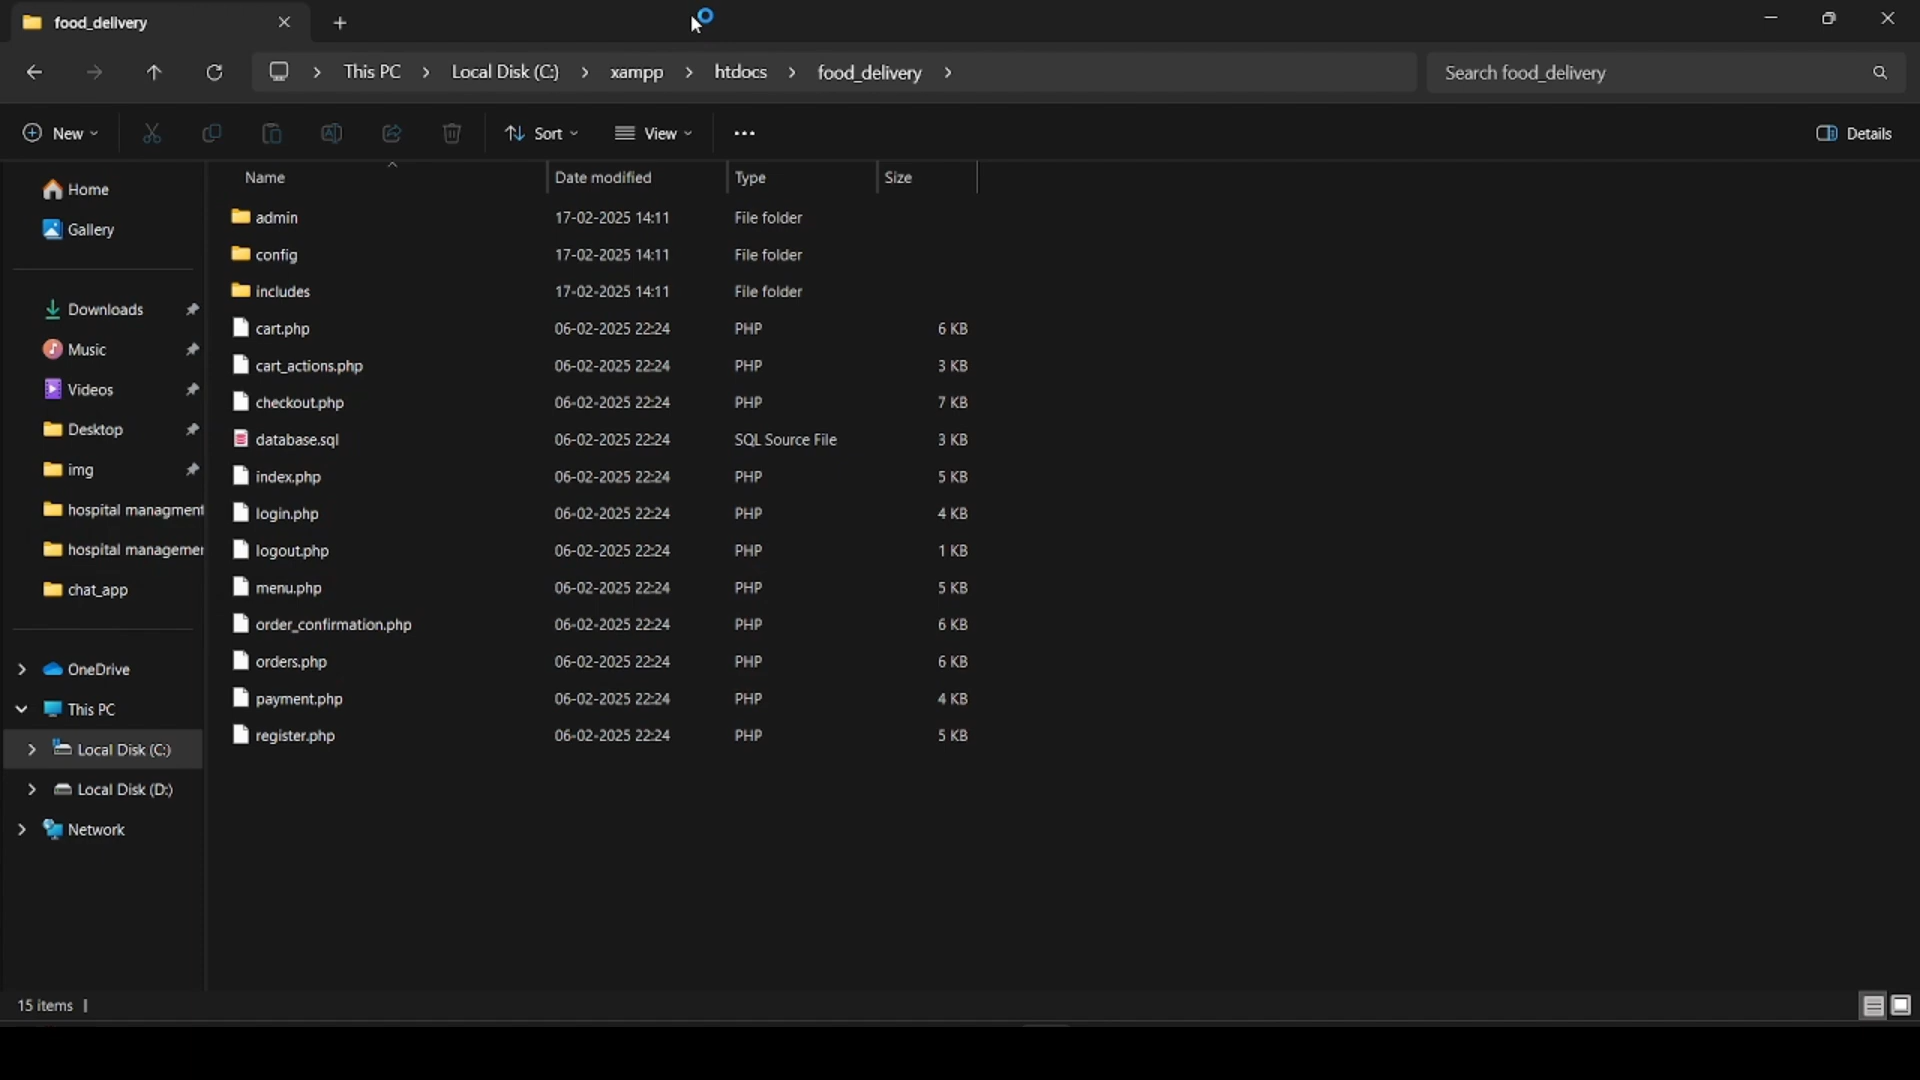 food_delivery
This PC > Local Disk (C:) > xampp > htdocs > food_delivery >
Search food_delivery
New
Sort
View
Details
Home
Gallery
Downloads
Music
Videos
Desktop
img
hospital managment
hospital managemer
chat_app
OneDrive
This PC
Local Disk (C:)
Local Disk (D:)
Network
Name Date modified Type Size
admin 17-02-2025 14:11 File folder
config 17-02-2025 14:11 File folder
includes 17-02-2025 14:11 File folder
cart.php 06-02-2025 22:24 PHP 6 KB
cart_actions.php 06-02-2025 22:24 PHP 3 KB
checkout.php 06-02-2025 22:24 PHP 7 KB
database.sql 06-02-2025 22:24 SQL Source File 3 KB
index.php 06-02-2025 22:24 PHP 5 KB
login.php 06-02-2025 22:24 PHP 4 KB
logout.php 06-02-2025 22:24 PHP 1 KB
menu.php 06-02-2025 22:24 PHP 5 KB
order_confirmation.php 06-02-2025 22:24 PHP 6 KB
orders.php 06-02-2025 22:24 PHP 6 KB
payment.php 06-02-2025 22:24 PHP 4 KB
register.php 06-02-2025 22:24 PHP 5 KB
15 items